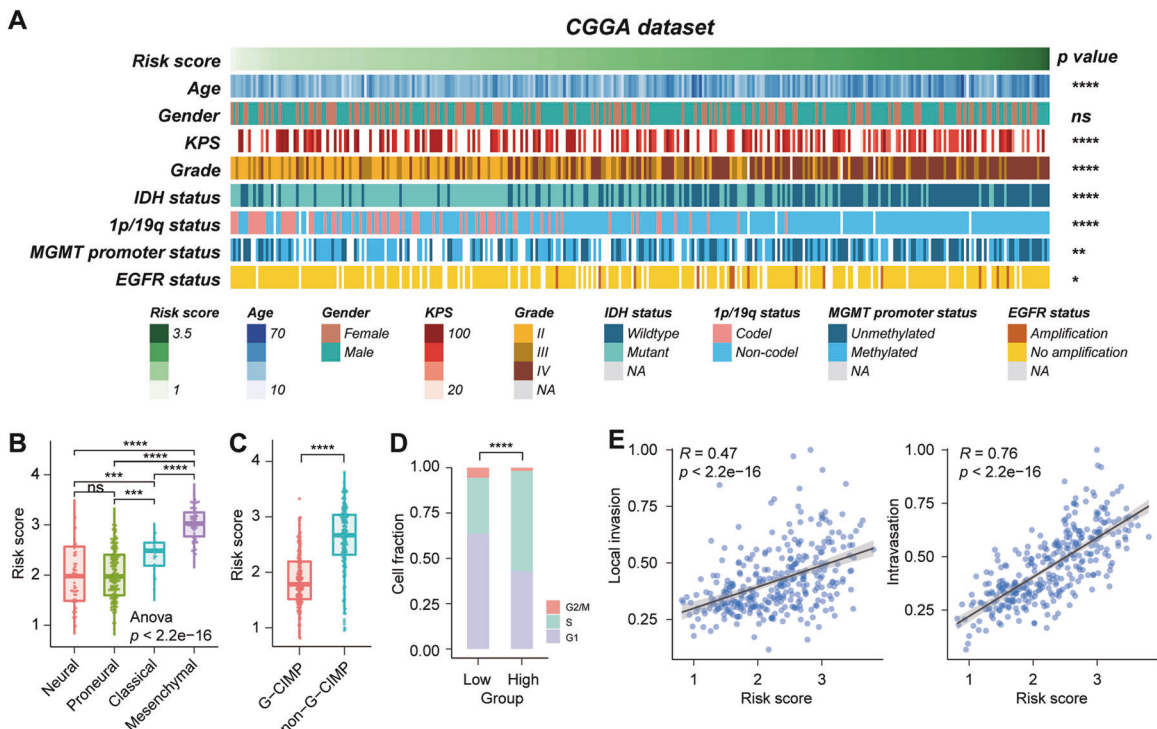 A
CGGA dataset
Risk score
p value
Age
****
Gender
ns
KPS
****
Grade
****
IDH status
****
1p/19q status
****
MGMT promoter status
**
EGFR status
*
Risk score
3.5
1
Age
70
10
Gender
Female
Male
KPS
100
20
Grade
II
III
IV
NA
IDH status
Wildtype
Mutant
NA
1p/19q status
Codel
Non-codel
MGMT promoter status
Unmethylated
Methylated
NA
EGFR status
Amplification
No amplification
NA
B
****
****
****
***
ns
***
4
3
2
1
Risk score
Anova
p < 2.2e−16
Neural
Proneural
Classical
Mesenchymal
C
****
4
3
2
1
Risk score
G−CIMP
non−G−CIMP
D
****
1.00
0.75
0.50
0.25
0.00
Cell fraction
G2/M
S
G1
Low
High
Group
E
R = 0.47
p < 2.2e−16
1.00
0.75
0.50
0.25
Local invasion
1
2
3
Risk score
R = 0.76
p < 2.2e−16
1.00
0.75
0.50
0.25
Intravasation
1
2
3
Risk score